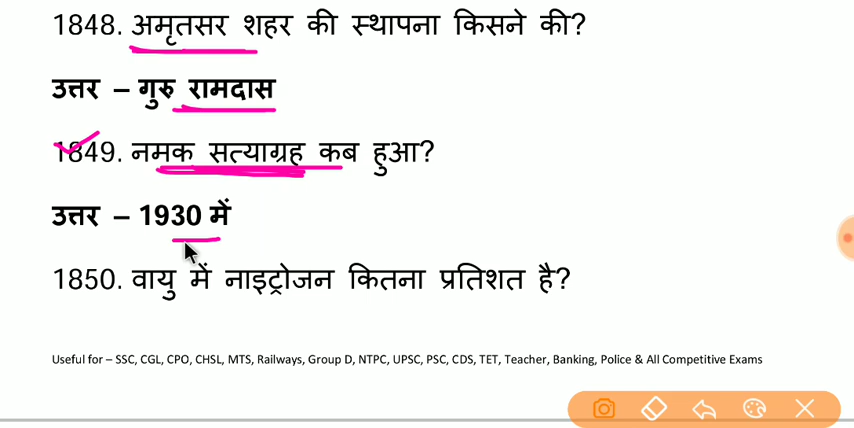 1848. अमृतसर शहर की स्थापना किसने की?
उत्तर – गुरु रामदास
1849. नमक सत्याग्रह कब हुआ?
उत्तर – 1930 में
1850. वायु में नाइट्रोजन कितना प्रतिशत है?
Useful for – SSC, CGL, CPO, CHSL, MTS, Railways, Group D, NTPC, UPSC, PSC, CDS, TET, Teacher, Banking, Police & All Competitive Exams